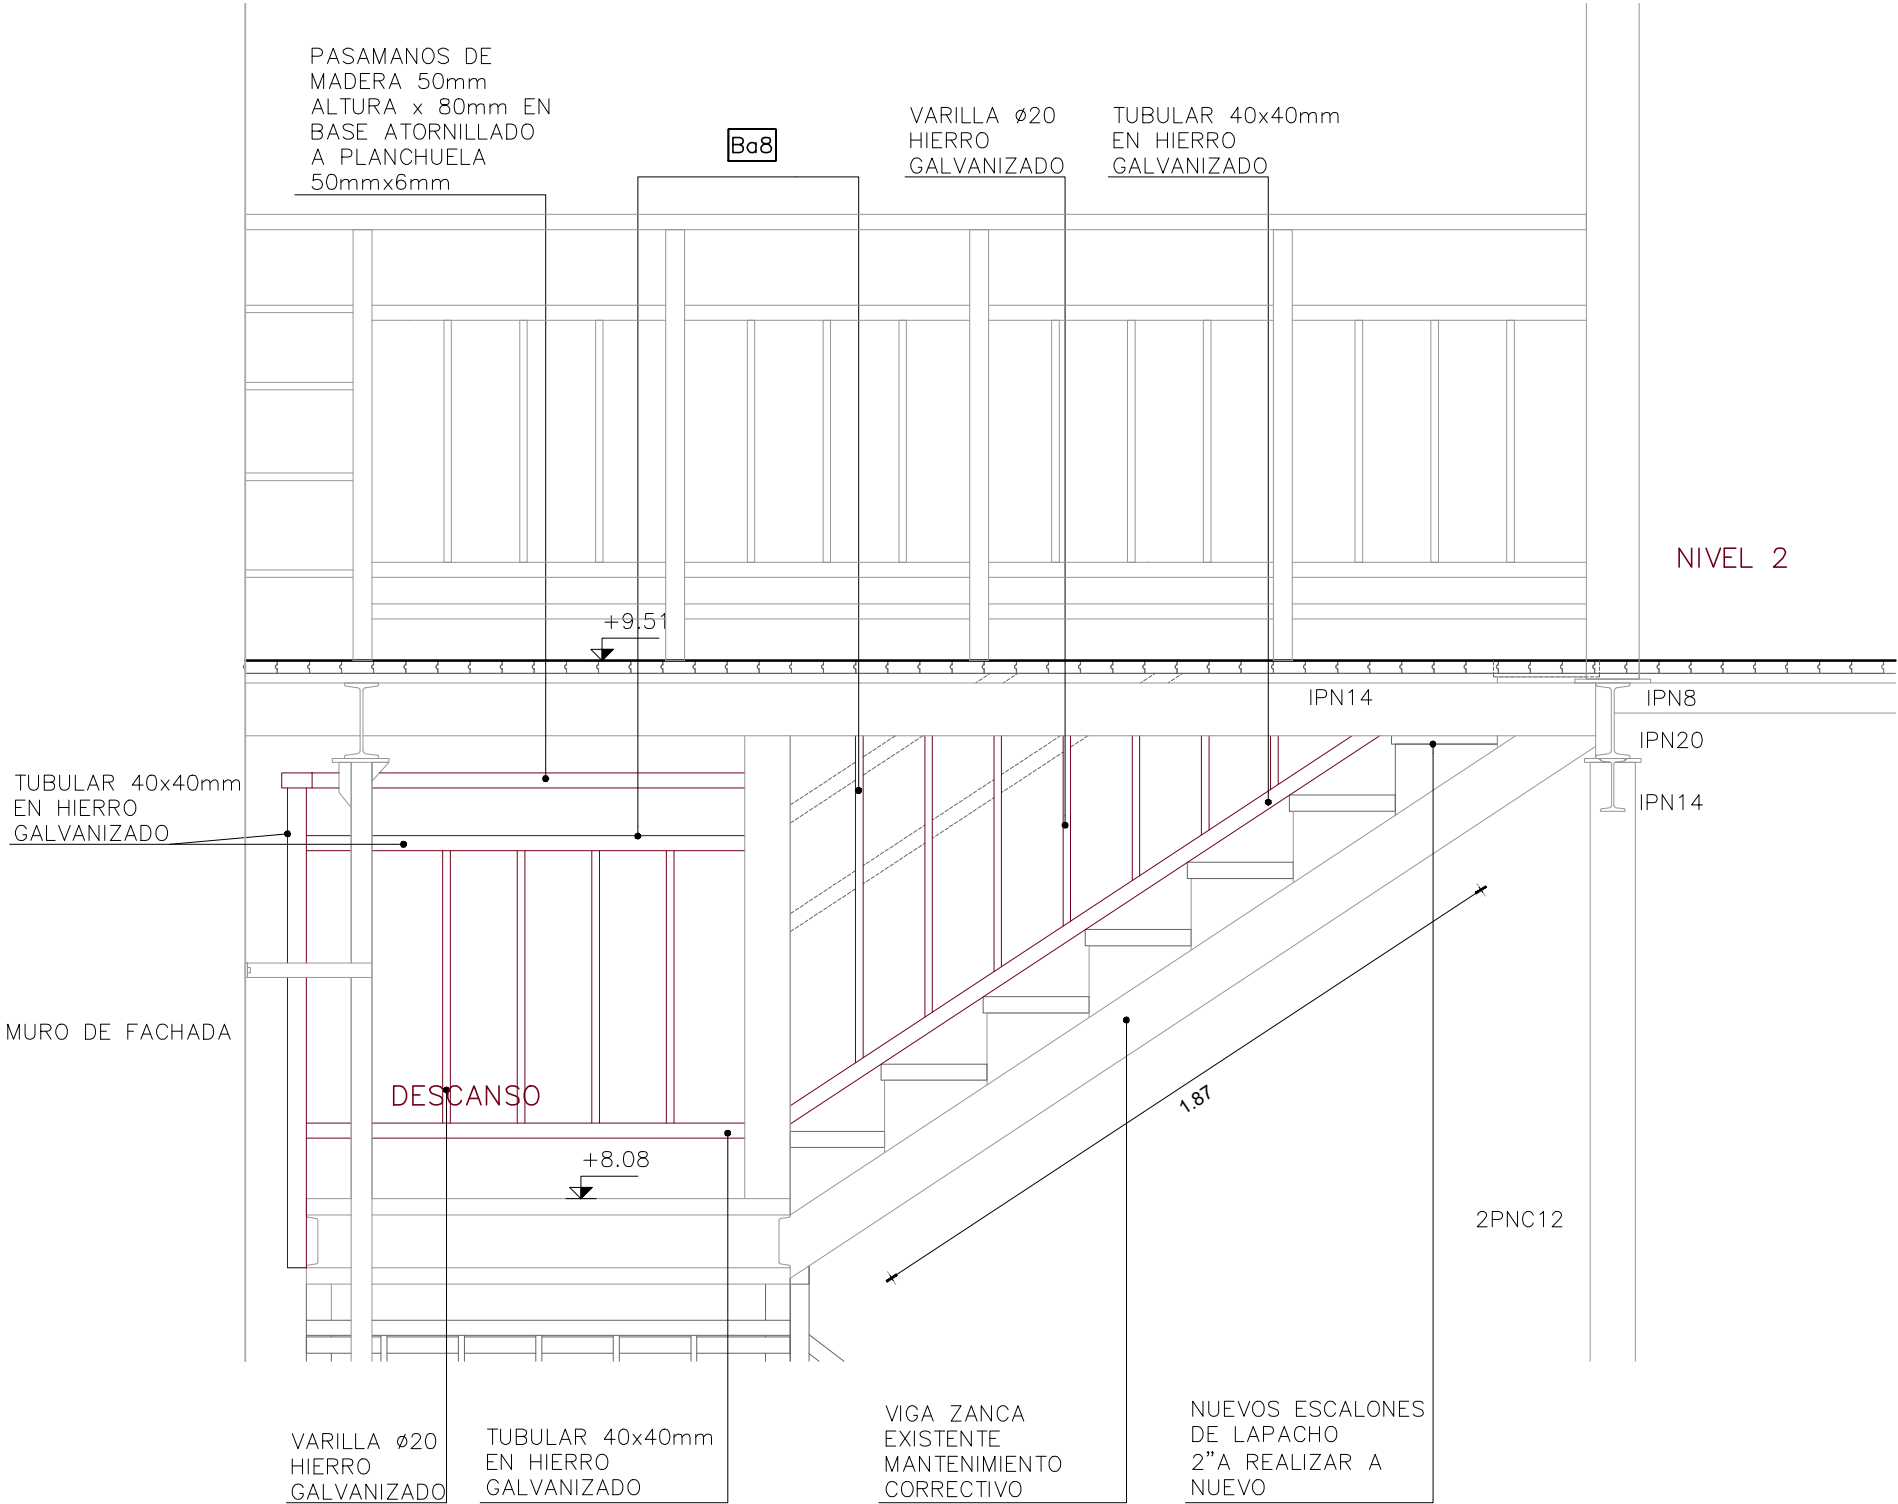 PASAMANOS DE
MADERA 50mm
ALTURA x 80mm EN
BASE ATORNILLADO
A PLANCHUELA
50mmx6mm
Ba8
VARILLA ø20
HIERRO
GALVANIZADO
TUBULAR 40x40mm
EN HIERRO
GALVANIZADO
NIVEL 2
+9.51
IPN14
IPN8
IPN20
IPN14
TUBULAR 40x40mm
EN HIERRO
GALVANIZADO
MURO DE FACHADA
DESCANSO
1.87
+8.08
2PNC12
VARILLA ø20
HIERRO
GALVANIZADO
TUBULAR 40x40mm
EN HIERRO
GALVANIZADO
VIGA ZANCA
EXISTENTE
MANTENIMIENTO
CORRECTIVO
NUEVOS ESCALONES
DE LAPACHO
2”A REALIZAR A
NUEVO